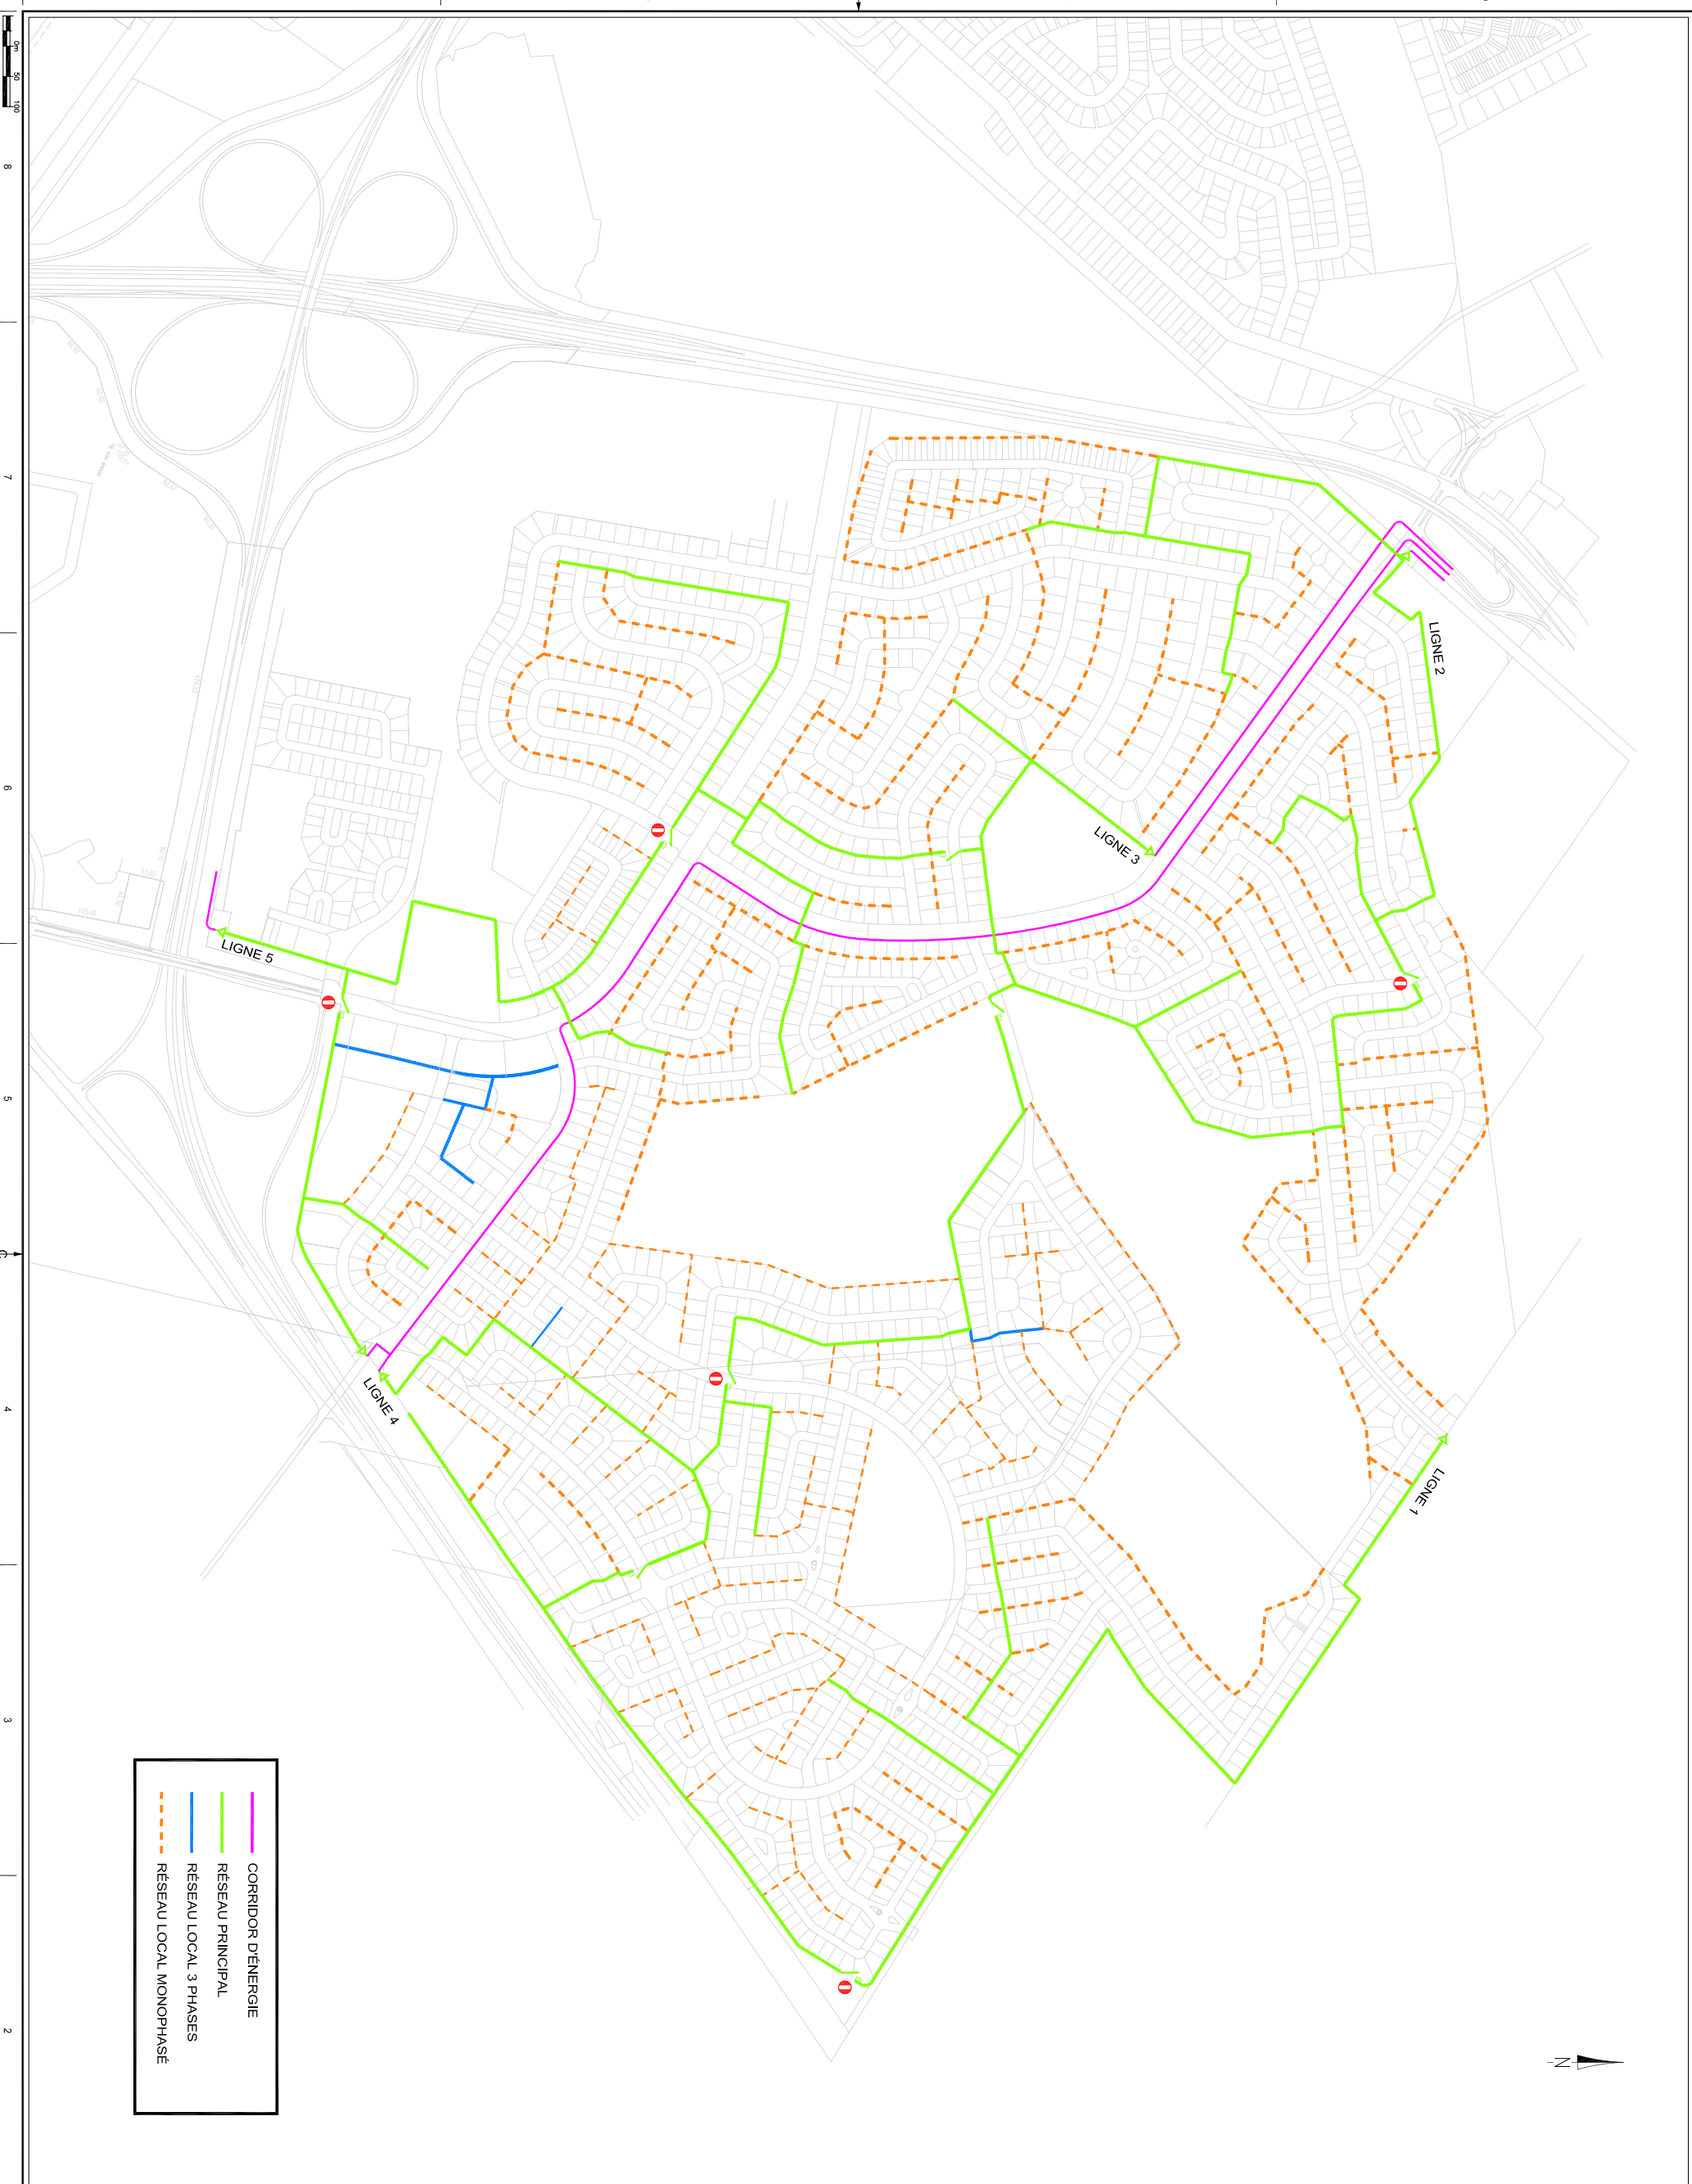 0m 50 100
8
7
6
5
4
3
2
LIGNE 2
LIGNE 3
LIGNE 5
LIGNE 4
LIGNE 1
CORRIDOR D'ÉNERGIE
RÉSEAU PRINCIPAL
RÉSEAU LOCAL 3 PHASES
RÉSEAU LOCAL MONOPHASÉ
N